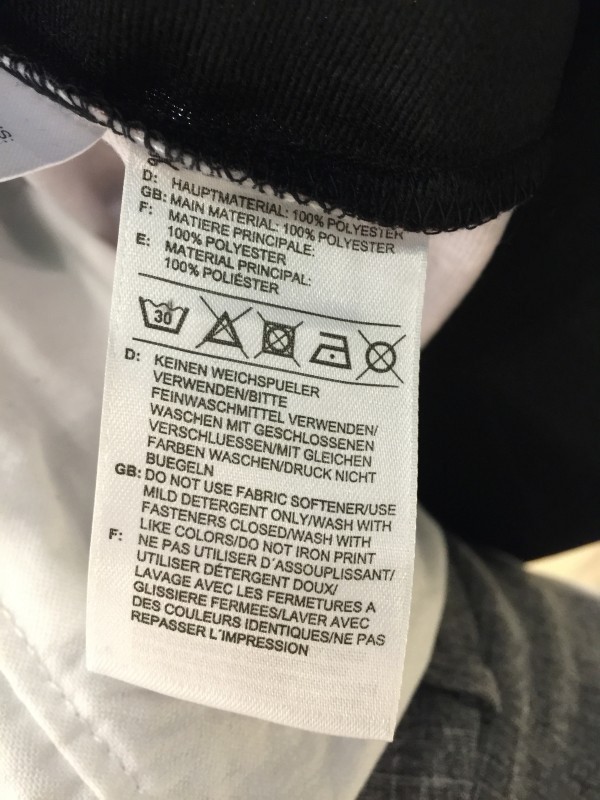 D: HAUPTMATERIAL: 100% POLYESTER
GB: MAIN MATERIAL: 100% POLYESTER
F: MATIERE PRINCIPALE:
100% POLYESTER
E: MATERIAL PRINCIPAL:
100% POLIÉSTER
30
D: KEINEN WEICHSPUELER
VERWENDEN/BITTE
FEINWASCHMITTEL VERWENDEN/
WASCHEN MIT GESCHLOSSENEN
VERSCHLUESSEN/MIT GLEICHEN
FARBEN WASCHEN/DRUCK NICHT
BUEGELN
GB: DO NOT USE FABRIC SOFTENER/USE
MILD DETERGENT ONLY/WASH WITH
FASTENERS CLOSED/WASH WITH
LIKE COLORS/DO NOT IRON PRINT
F: NE PAS UTILISER D'ASSOUPLISSANT/
UTILISER DÉTERGENT DOUX/
LAVAGE AVEC LES FERMETURES A
GLISSIERE FERMEES/LAVER AVEC
DES COULEURS IDENTIQUES/NE PAS
REPASSER L'IMPRESSION